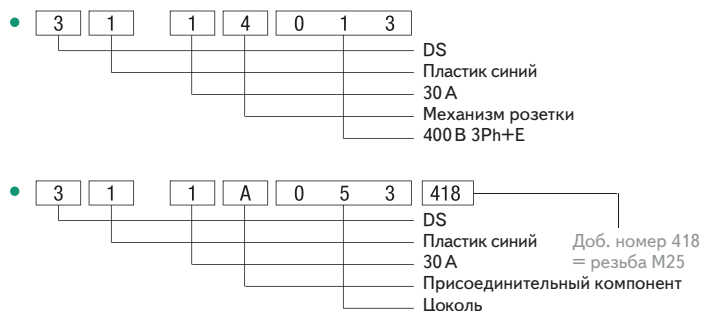 3 1 1 4 0 1 3
DS
Пластик синий
30 А
Механизм розетки
400 В 3Ph+E
3 1 1 A 0 5 3 418
DS
Пластик синий Доб. номер 418
30 А = резьба M25
Присоединительный компонент
Цоколь